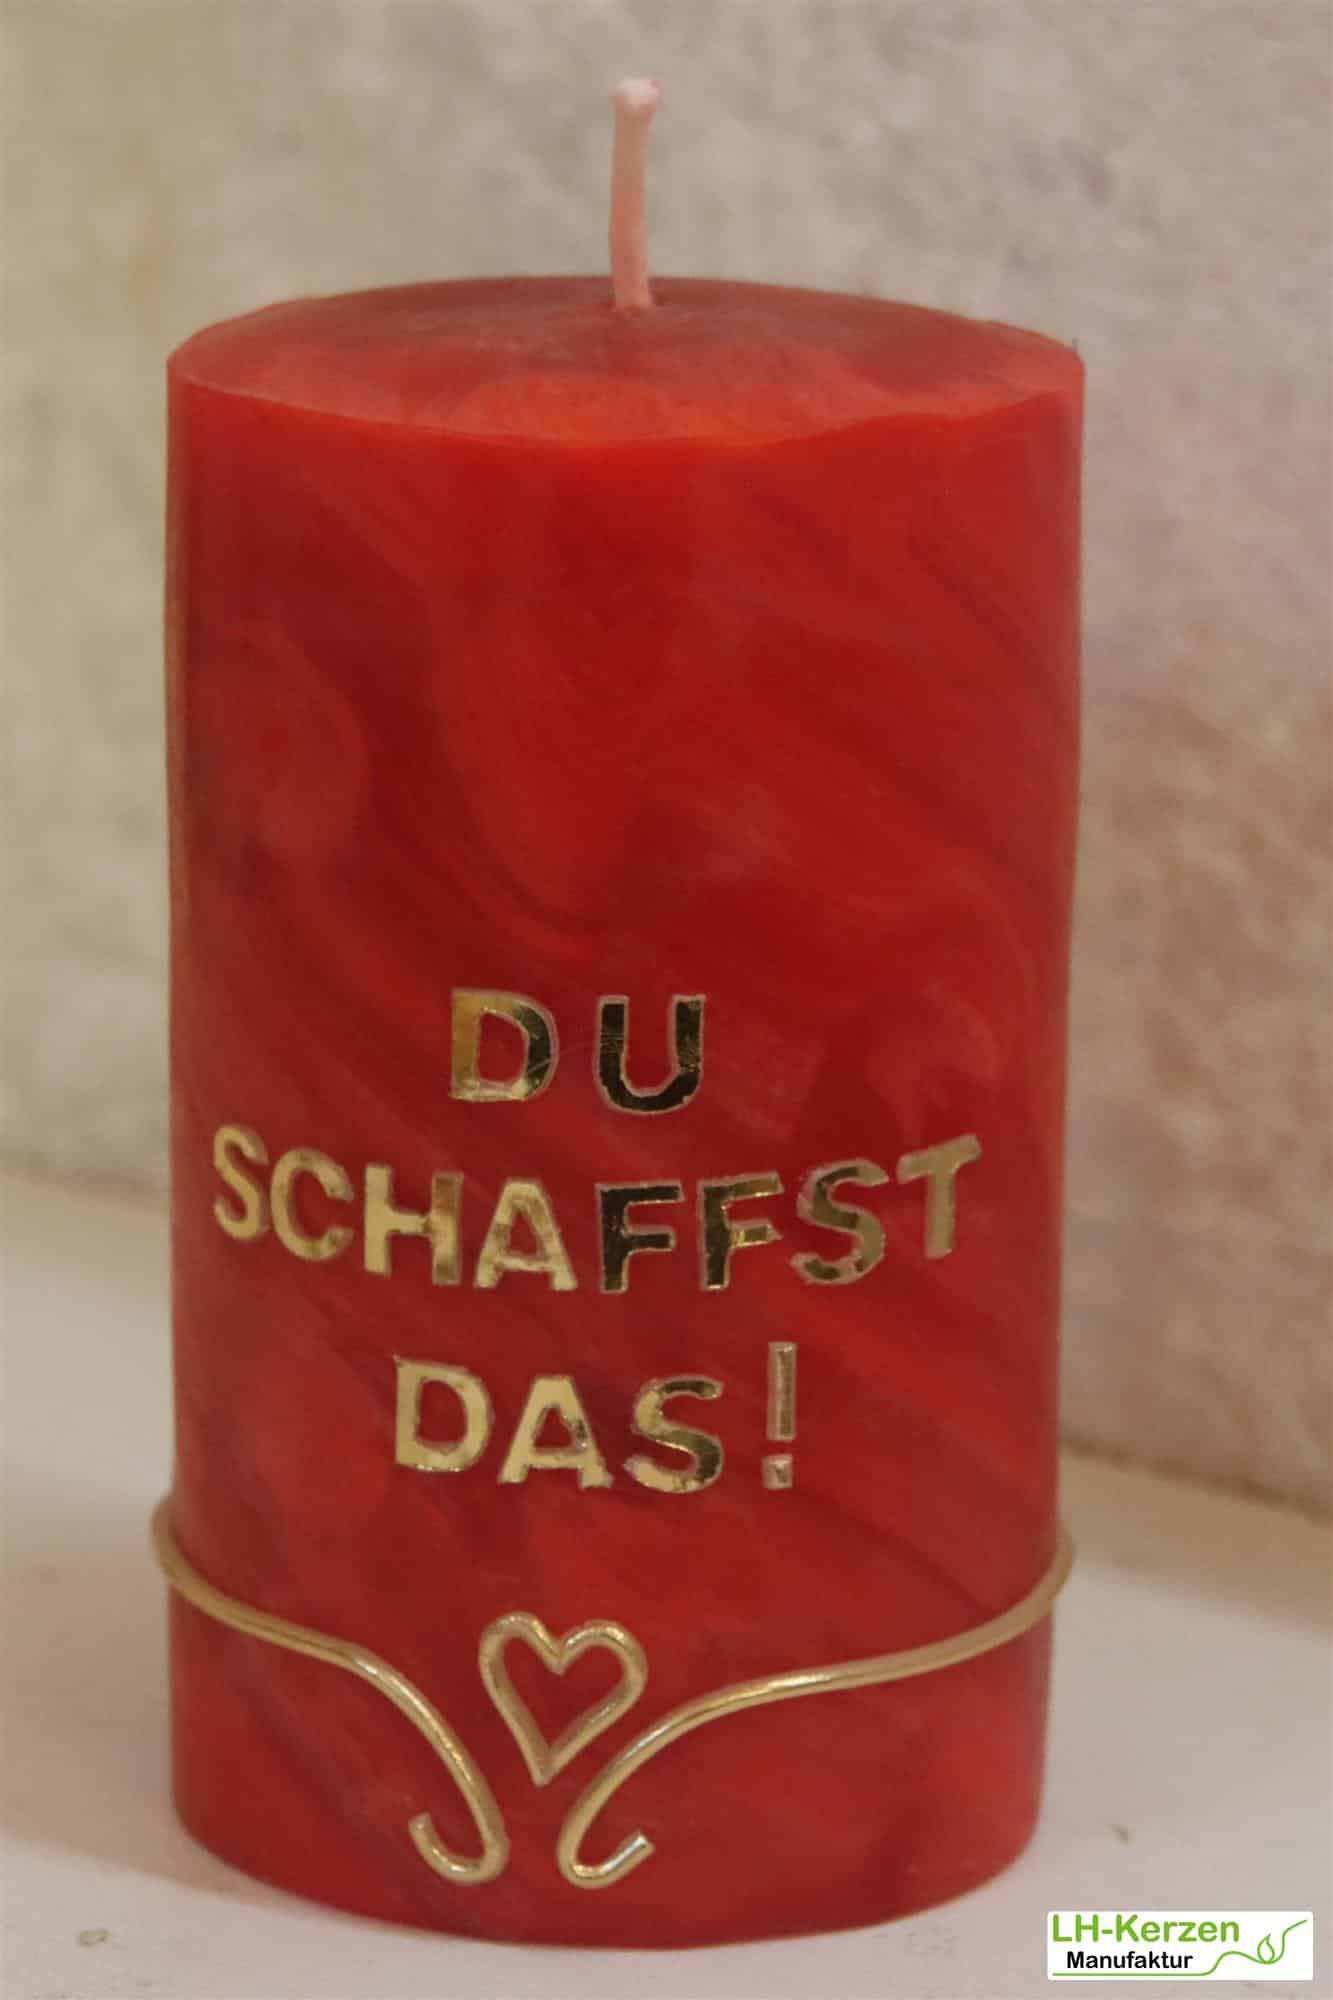 DU
SCHAFFST
DAS!
LH-Kerzen
Manufaktur